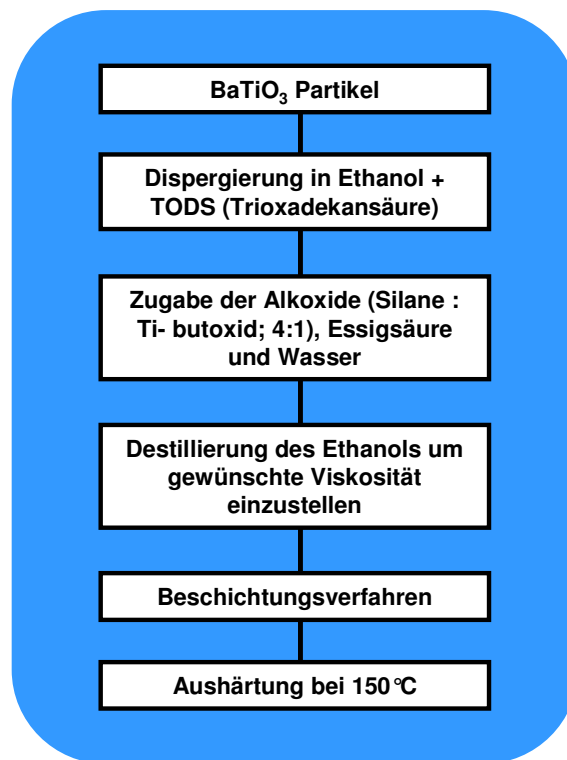 BaTiO₃ Partikel
Dispergierung in Ethanol +
TODS (Trioxadekansäure)
Zugabe der Alkoxide (Silane :
Ti- butoxid; 4:1), Essigsäure
und Wasser
Destillierung des Ethanols um
gewünschte Viskosität
einzustellen
Beschichtungsverfahren
Aushärtung bei 150°C